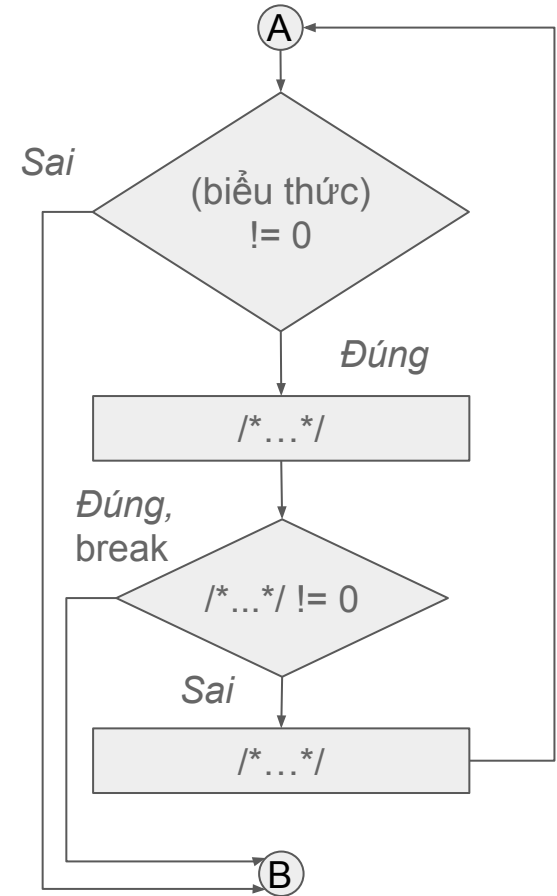 A
Sai
(biểu thức)
!= 0
Đúng
/*…*/
Đúng,
break
/*...*/ != 0
Sai
/*…*/
B